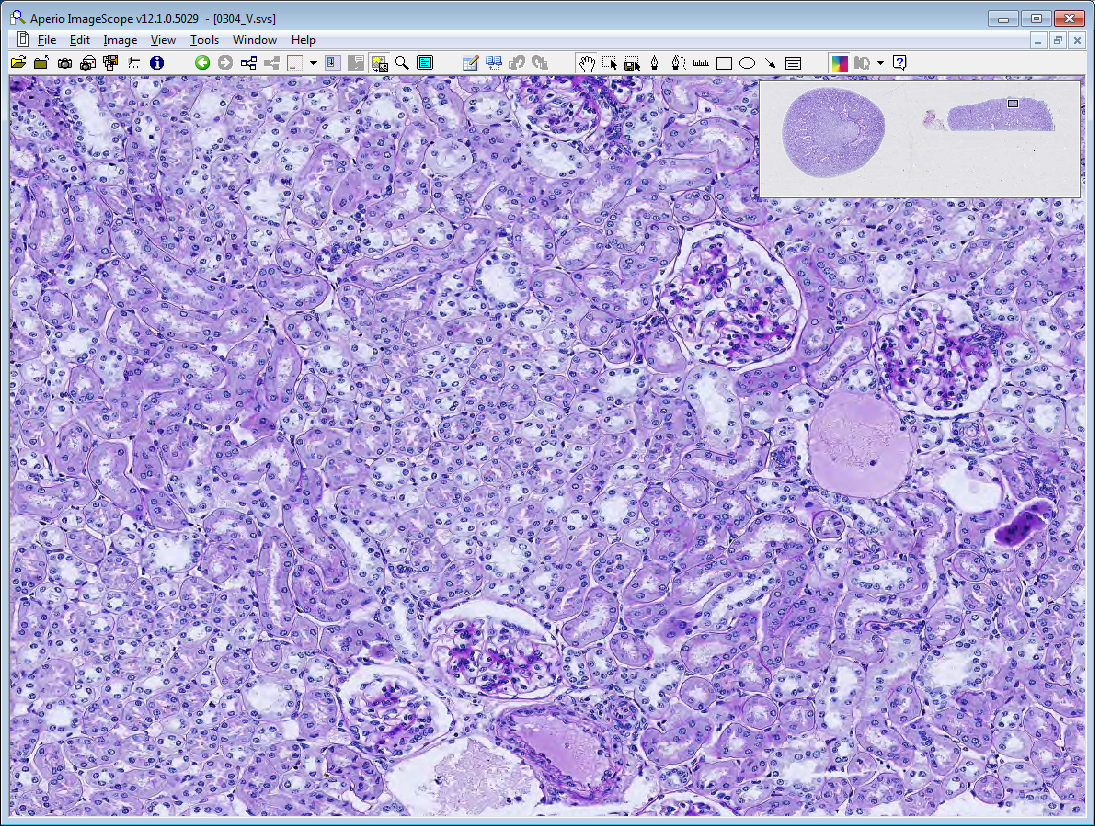 Aperio ImageScope v12.1.0.5029 - [0304_V.svs]
File Edit Image View Tools Window Help